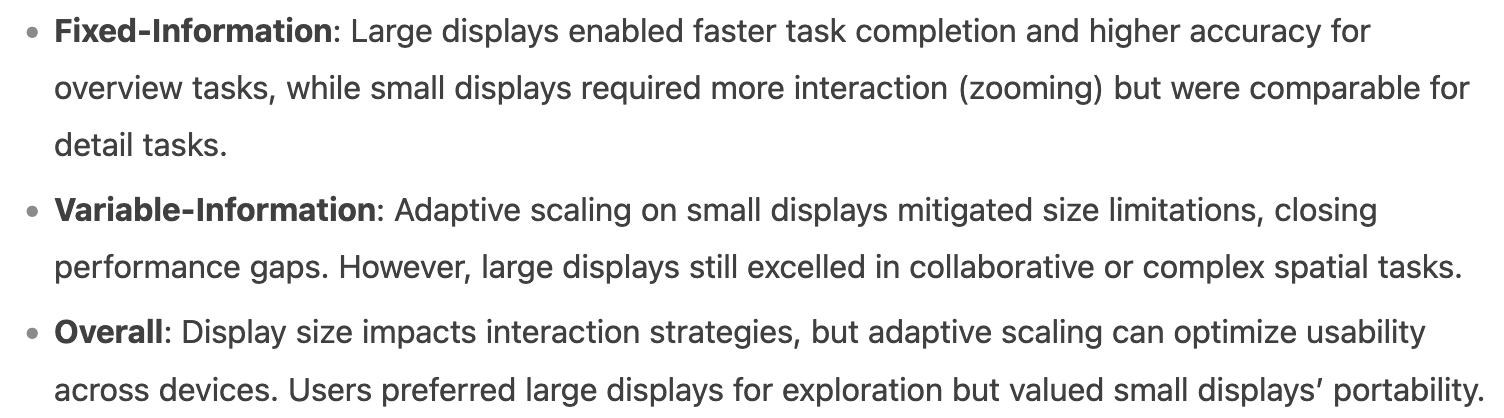 • Fixed-Information: Large displays enabled faster task completion and higher accuracy for
overview tasks, while small displays required more interaction (zooming) but were comparable for
detail tasks.
• Variable-Information: Adaptive scaling on small displays mitigated size limitations, closing
performance gaps. However, large displays still excelled in collaborative or complex spatial tasks.
• Overall: Display size impacts interaction strategies, but adaptive scaling can optimize usability
across devices. Users preferred large displays for exploration but valued small displays’ portability.